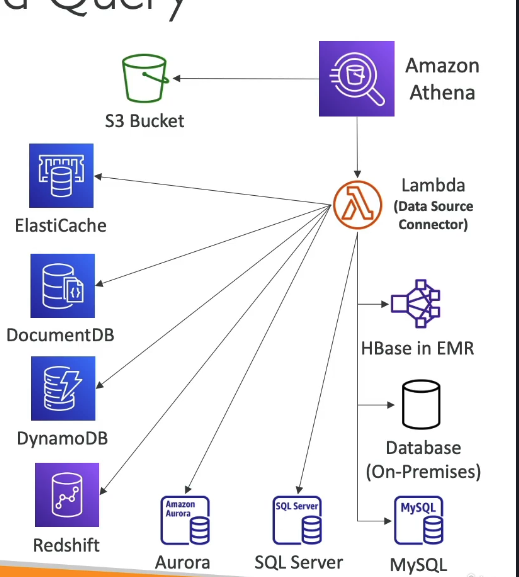 Query
Amazon
Athena
S3 Bucket
Lambda
(Data Source
Connector)
ElastiCache
DocumentDB
HBase in EMR
DynamoDB
Database
(On-Premises)
Redshift
Amazon
Aurora
Aurora
SQL Server
SQL Server
MySQL
MySQL